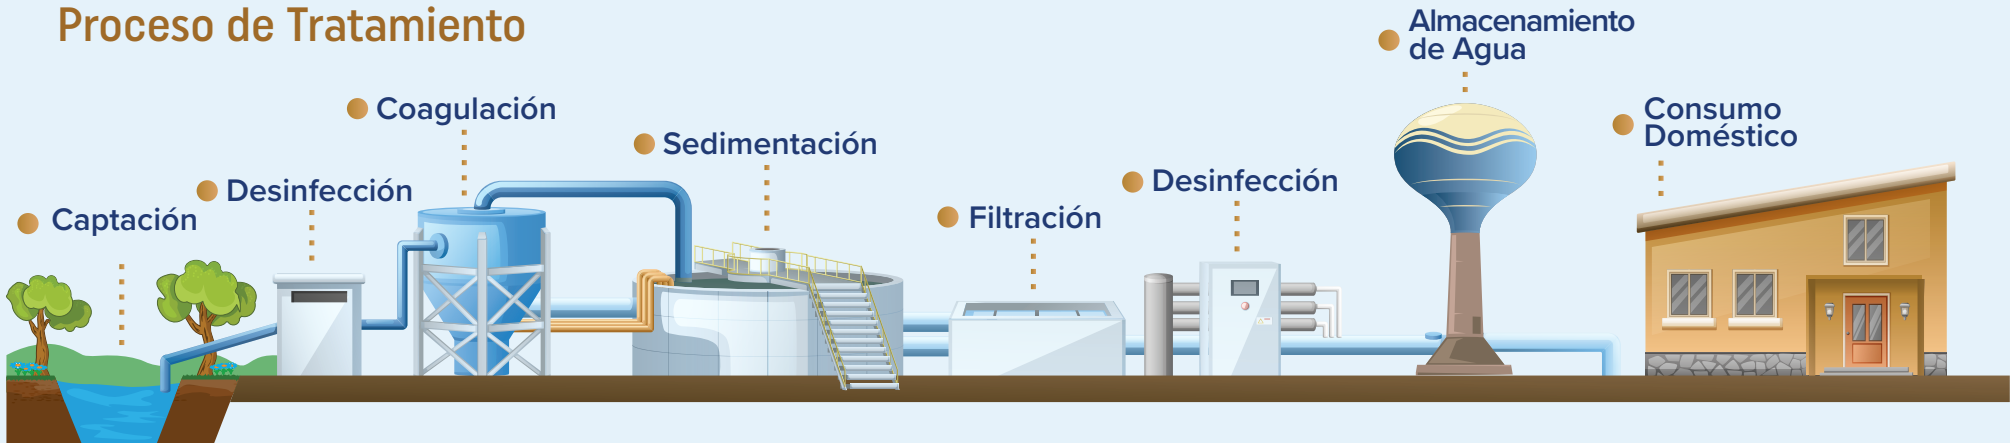 Proceso de Tratamiento
Captación
Desinfección
Coagulación
Sedimentación
Filtración
Desinfección
Almacenamiento
de Agua
Consumo
Doméstico